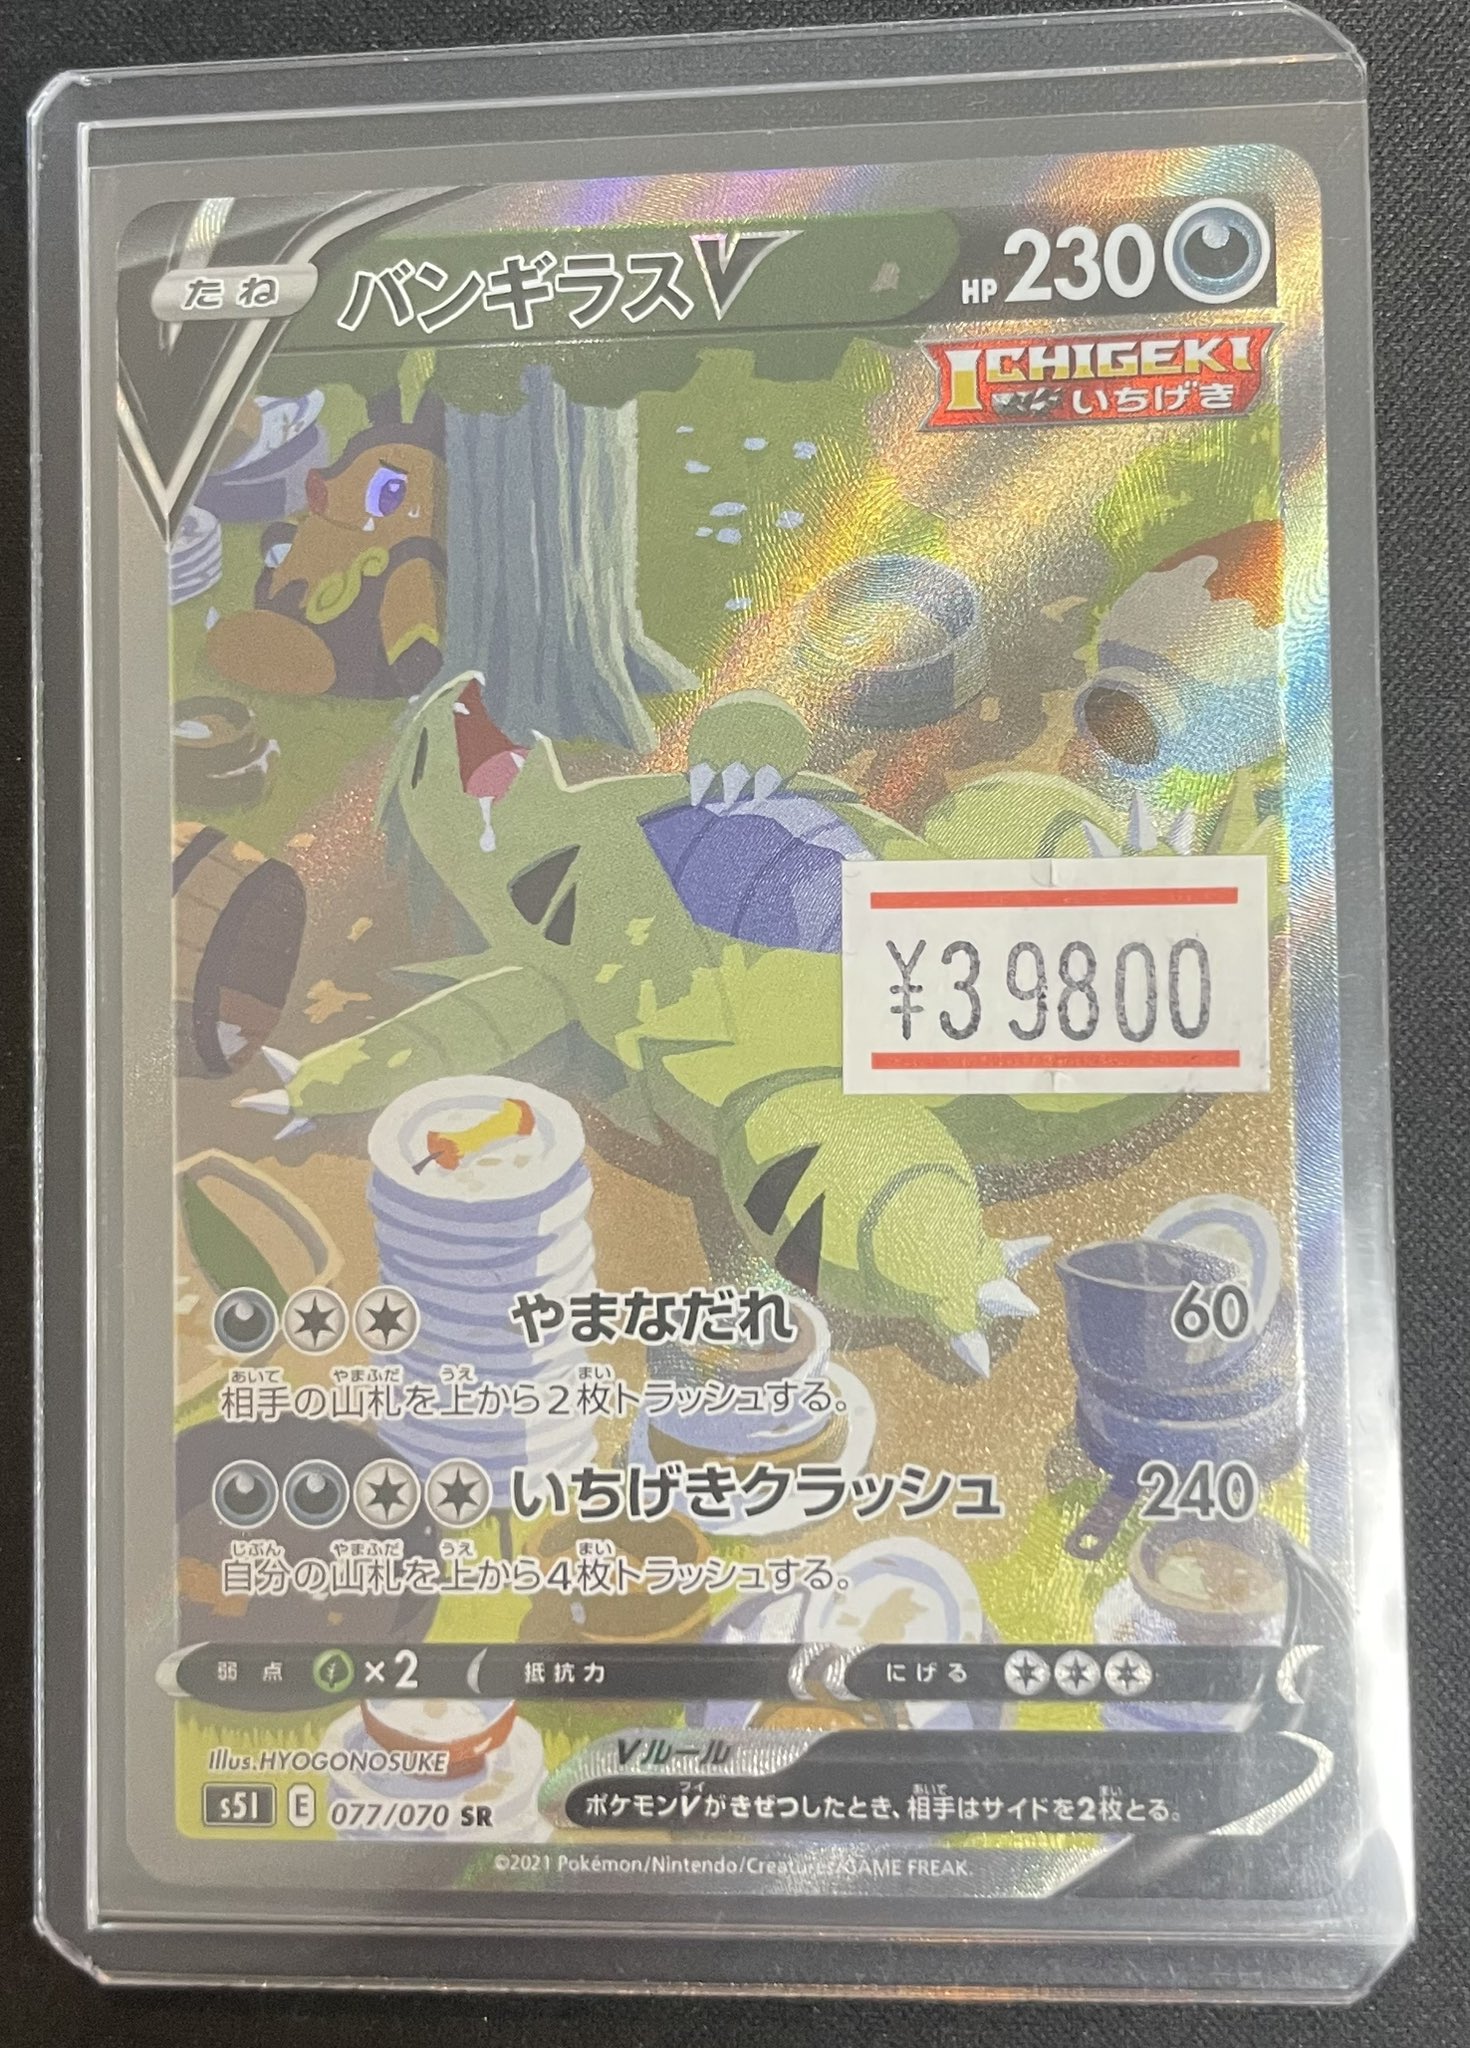 たね
バンギラスV
HP 230
ICHIGEKI
いちげき
¥39800
やまなだれ 60
相手の山札を上から2枚トラッシュする。
いちげきクラッシュ 240
自分の山札を上から4枚トラッシュする。
弱点 ×2 抵抗力 にげる
Illus.HYOGONOSUKE
Vルール
ポケモンVがきぜつしたとき、相手はサイドを2枚とる。
s5I E 077/070 SR
©2021 Pokémon/Nintendo/Creatures/GAME FREAK.